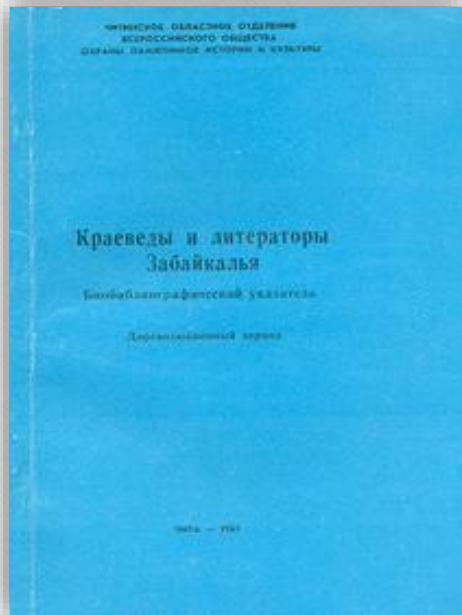 ЧИТИНСКОЕ ОБЛАСТНОЕ ОТДЕЛЕНИЕ
ВСЕРОССИЙСКОГО ОБЩЕСТВА
ОХРАНЫ ПАМЯТНИКОВ ИСТОРИИ И КУЛЬТУРЫ
Краеведы и литераторы
Забайкалья
Биобиблиографический указатель
Дореволюционный период
ЧИТА —